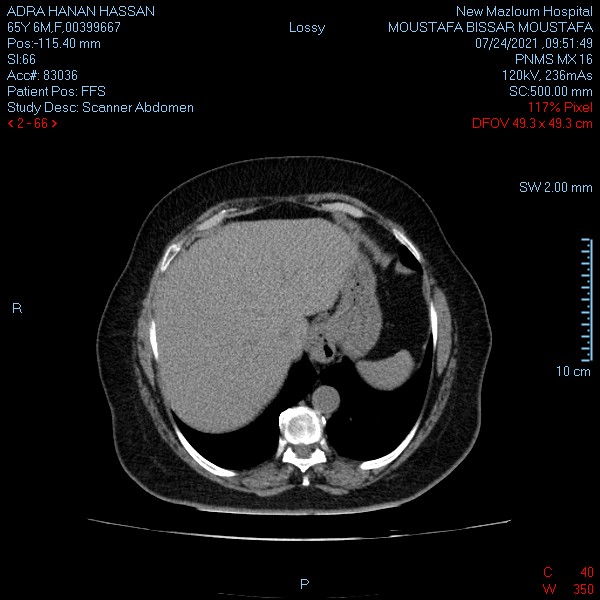 ADRA HANAN HASSAN
65Y 6M,F,00399667
Pos:-115.40 mm
SI:66
Acc#: 83036
Patient Pos: FFS
Study Desc: Scanner Abdomen
< 2 - 66 >
Lossy
New Mazloum Hospital
MOUSTAFA BISSAR MOUSTAFA
07/24/2021 ,09:51:49
PNMS MX 16
120kV, 236mAs
SC:500.00 mm
117% Pixel
DFOV 49.3 x 49.3 cm
SW 2.00 mm
R
10 cm
P
C 40
W 350